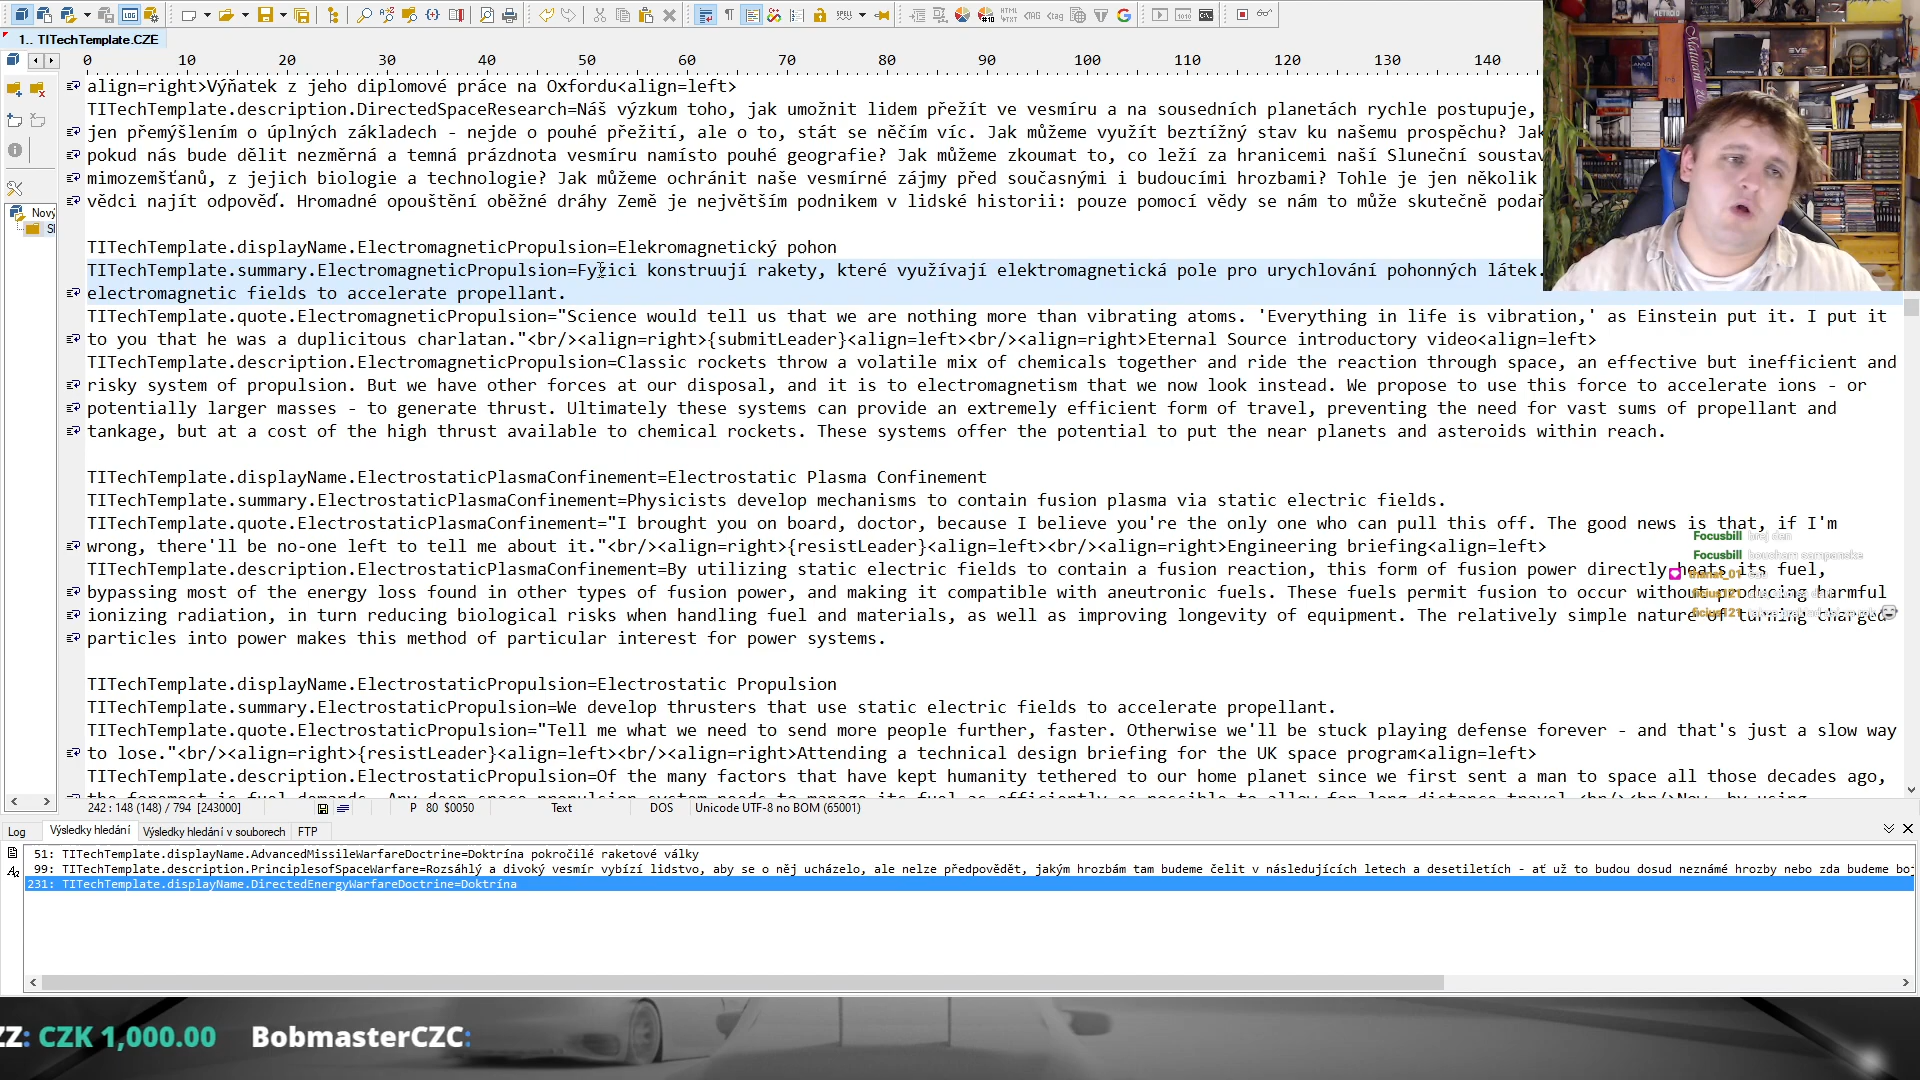 1.. TITechTemplate.CZE
0 10 20 30 40 50 60 70 80 90 100 110 120 130 140
align=right>Výňatek z jeho diplomové práce na Oxfordu<align=left>
TITechTemplate.description.DirectedSpaceResearch=Náš výzkum toho, jak umožnit lidem přežít ve vesmíru a na sousedních planetách rychle postupuje,
jen přemýšlením o úplných základech - nejde o pouhé přežití, ale o to, stát se něčím víc. Jak můžeme využít beztížný stav ku našemu prospěchu? Jak
pokud nás bude dělit nezměrná a temná prázdnota vesmíru namísto pouhé geografie? Jak můžeme zkoumat to, co leží za hranicemi naší Sluneční soustav
mimozemšťanů, z jejich biologie a technologie? Jak můžeme ochránit naše vesmírné zájmy před současnými i budoucími hrozbami? Tohle je jen několik
vědci najít odpověď. Hromadné opouštění oběžné dráhy Země je největším podnikem v lidské historii: pouze pomocí vědy se nám to může skutečně podař
TITechTemplate.displayName.ElectromagneticPropulsion=Elekromagnetický pohon
TITechTemplate.summary.ElectromagneticPropulsion=Fyzici konstruují rakety, které využívají elektromagnetická pole pro urychlování pohonných látek.
electromagnetic fields to accelerate propellant.
TITechTemplate.quote.ElectromagneticPropulsion="Science would tell us that we are nothing more than vibrating atoms. 'Everything in life is vibration,' as Einstein put it. I put it
to you that he was a duplicitous charlatan."<br/><align=right>{submitLeader}<align=left><br/><align=right>Eternal Source introductory video<align=left>
TITechTemplate.description.ElectromagneticPropulsion=Classic rockets throw a volatile mix of chemicals together and ride the reaction through space, an effective but inefficient and
risky system of propulsion. But we have other forces at our disposal, and it is to electromagnetism that we now look instead. We propose to use this force to accelerate ions - or
potentially larger masses - to generate thrust. Ultimately these systems can provide an extremely efficient form of travel, preventing the need for vast sums of propellant and
tankage, but at a cost of the high thrust available to chemical rockets. These systems offer the potential to put the near planets and asteroids within reach.
TITechTemplate.displayName.ElectrostaticPlasmaConfinement=Electrostatic Plasma Confinement
TITechTemplate.summary.ElectrostaticPlasmaConfinement=Physicists develop mechanisms to contain fusion plasma via static electric fields.
TITechTemplate.quote.ElectrostaticPlasmaConfinement="I brought you on board, doctor, because I believe you're the only one who can pull this off. The good news is that, if I'm
wrong, there'll be no-one left to tell me about it."<br/><align=right>{resistLeader}<align=left><br/><align=right>Engineering briefing<align=left>
TITechTemplate.description.ElectrostaticPlasmaConfinement=By utilizing static electric fields to contain a fusion reaction, this form of fusion power directly heats its fuel,
bypassing most of the energy loss found in other types of fusion power, and making it compatible with aneutronic fuels. These fuels permit fusion to occur without producing harmful
ionizing radiation, in turn reducing biological risks when handling fuel and materials, as well as improving longevity of equipment. The relatively simple nature of turning charged
particles into power makes this method of particular interest for power systems.
TITechTemplate.displayName.ElectrostaticPropulsion=Electrostatic Propulsion
TITechTemplate.summary.ElectrostaticPropulsion=We develop thrusters that use static electric fields to accelerate propellant.
TITechTemplate.quote.ElectrostaticPropulsion="Tell me what we need to send more people further, faster. Otherwise we'll be stuck playing defense forever - and that's just a slow way
to lose."<br/><align=right>{resistLeader}<align=left><br/><align=right>Attending a technical design briefing for the UK space program<align=left>
TITechTemplate.description.ElectrostaticPropulsion=Of the many factors that have kept humanity tethered to our home planet since we first sent a man to space all those decades ago,
Nový
Focusbill
Focusbill
242 : 148 (148) / 794 [243000] P 80 $0050 Text DOS Unicode UTF-8 no BOM (65001)
Log Výsledky hledání Výsledky hledání v souborech FTP
51: TITechTemplate.displayName.AdvancedMissileWarfareDoctrine=Doktrína pokročilé raketové války
99: TITechTemplate.description.PrinciplesofSpaceWarfare=Rozsáhlý a divoký vesmír vybízí lidstvo, aby se o něj ucházelo, ale nelze předpovědět, jakým hrozbám tam budeme čelit v následujících letech a desetiletích - ať už to budou dosud neznámé hrozby nebo zda budeme bo
231: TITechTemplate.displayName.DirectedEnergyWarfareDoctrine=Doktrína
ZZ: CZK 1,000.00 BobmasterCZC: